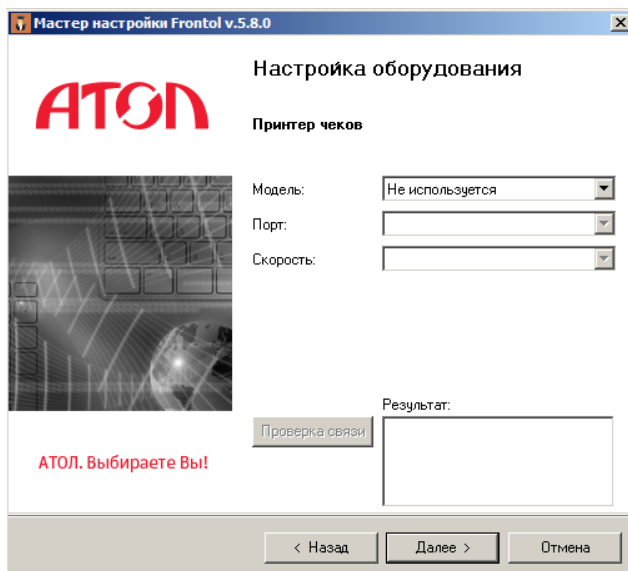 Мастер настройки Frontol v.5.8.0
АТОЛ
Настройка оборудования
Принтер чеков
Модель: Не используется
Порт:
Скорость:
Результат:
Проверка связи
АТОЛ. Выбираете Вы!
< Назад Далее > Отмена